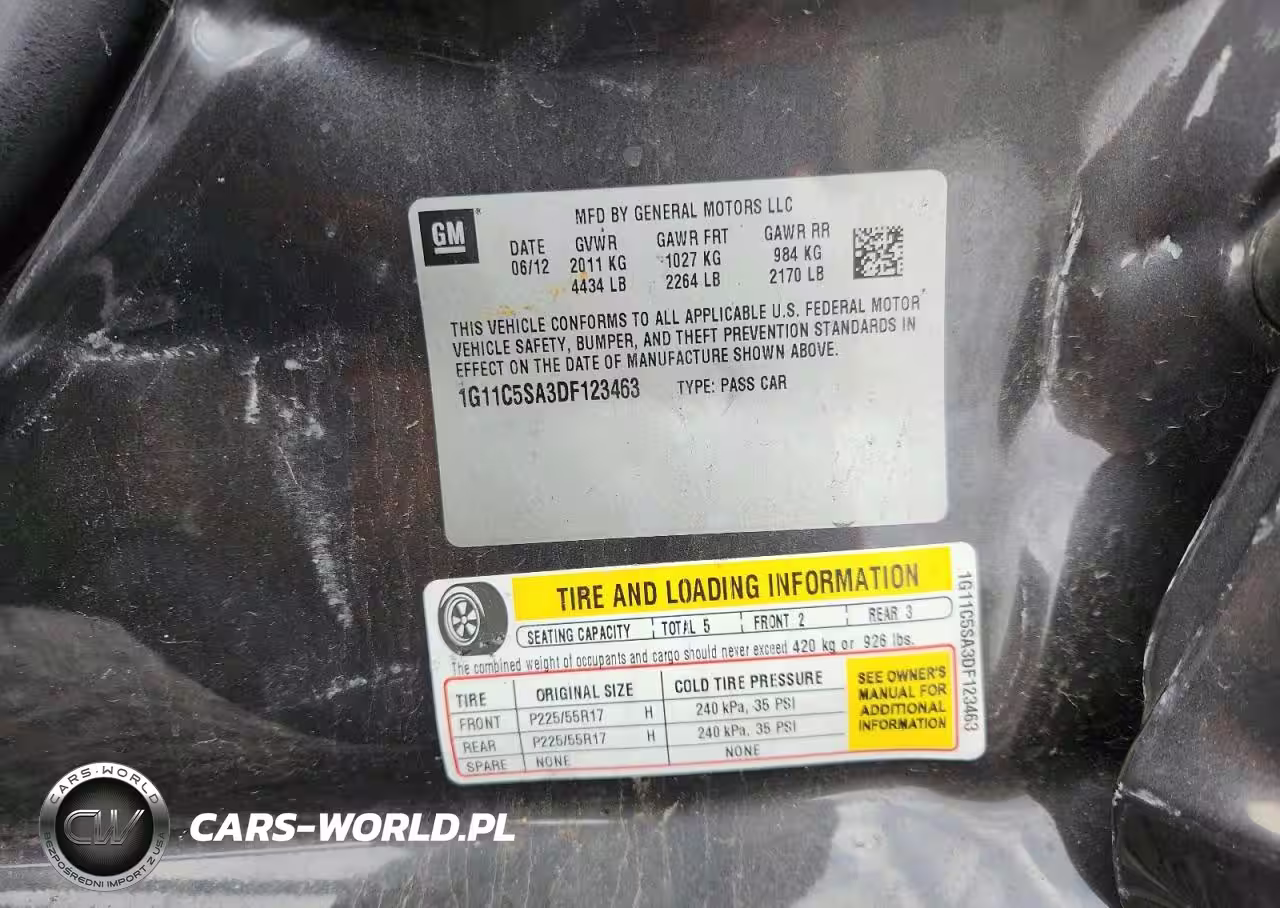 GM
MFD BY GENERAL MOTORS LLC
DATE GVWR GAWR FRT GAWR RR
06/12 2011 KG 1027 KG 984 KG
4434 LB 2264 LB 2170 LB
THIS VEHICLE CONFORMS TO ALL APPLICABLE U.S. FEDERAL MOTOR
VEHICLE SAFETY, BUMPER, AND THEFT PREVENTION STANDARDS IN
EFFECT ON THE DATE OF MANUFACTURE SHOWN ABOVE.
1G11C5SA3DF123463 TYPE: PASS CAR
TIRE AND LOADING INFORMATION
SEATING CAPACITY TOTAL 5 FRONT 2 REAR 3
The combined weight of occupants and cargo should never exceed 420 kg or 926 lbs.
TIRE ORIGINAL SIZE COLD TIRE PRESSURE
FRONT P225/55R17 H 240 kPa, 35 PSI
REAR P225/55R17 H 240 kPa, 35 PSI
SPARE NONE NONE
SEE OWNER'S
MANUAL FOR
ADDITIONAL
INFORMATION
1G11C5SA3DF123463
CARS-WORLD
CW
BEZPOŚREDNI IMPORT Z USA
CARS-WORLD.PL